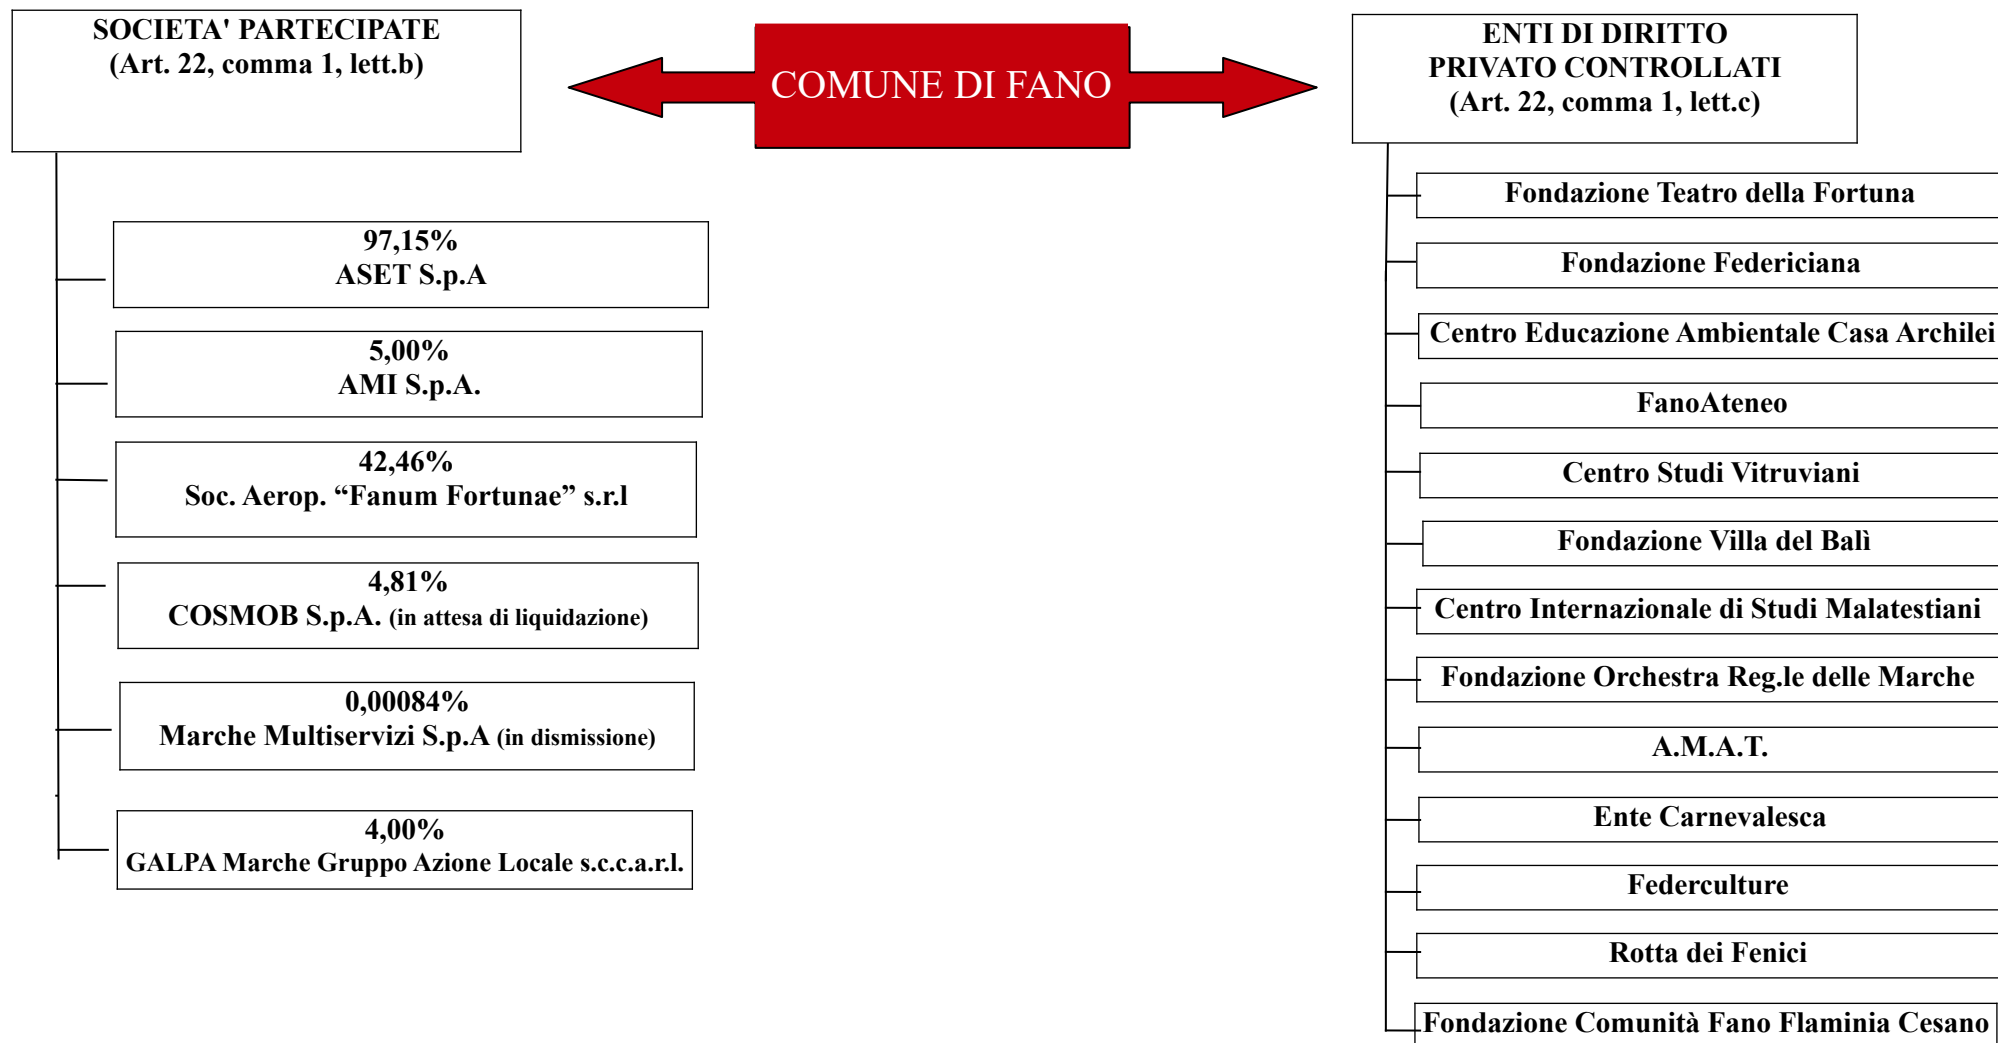 SOCIETA' PARTECIPATE
(Art. 22, comma 1, lett.b)
COMUNE DI FANO
ENTI DI DIRITTO
PRIVATO CONTROLLATI
(Art. 22, comma 1, lett.c)
97,15%
ASET S.p.A
5,00%
AMI S.p.A.
42,46%
Soc. Aerop. “Fanum Fortunae” s.r.l
4,81%
COSMOB S.p.A. (in attesa di liquidazione)
0,00084%
Marche Multiservizi S.p.A (in dismissione)
4,00%
GALPA Marche Gruppo Azione Locale s.c.c.a.r.l.
Fondazione Teatro della Fortuna
Fondazione Federiciana
Centro Educazione Ambientale Casa Archilei
FanoAteneo
Centro Studi Vitruviani
Fondazione Villa del Balì
Centro Internazionale di Studi Malatestiani
Fondazione Orchestra Reg.le delle Marche
A.M.A.T.
Ente Carnevalesca
Federculture
Rotta dei Fenici
Fondazione Comunità Fano Flaminia Cesano